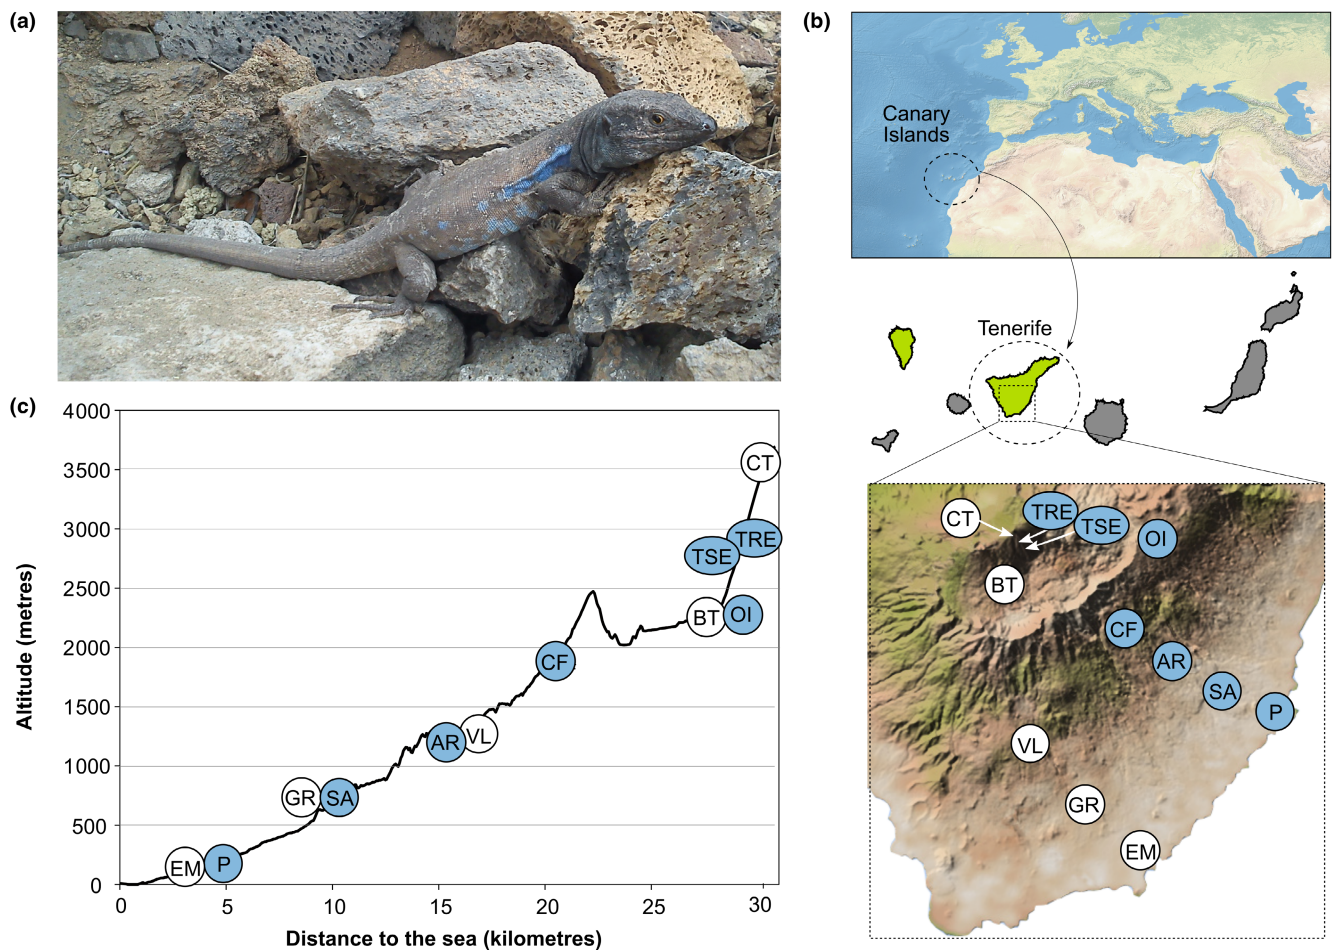 (a)
(b)
Canary
Islands
Tenerife
CT
TRE
TSE
OI
BT
CF
AR
SA
P
VL
GR
EM
(c)
4000
3500
3000
2500
2000
1500
1000
500
0
Altitude (metres)
CT
TRE
TSE
BT
OI
CF
AR
VL
GR
SA
EM
P
0
5
10
15
20
25
30
Distance to the sea (kilometres)